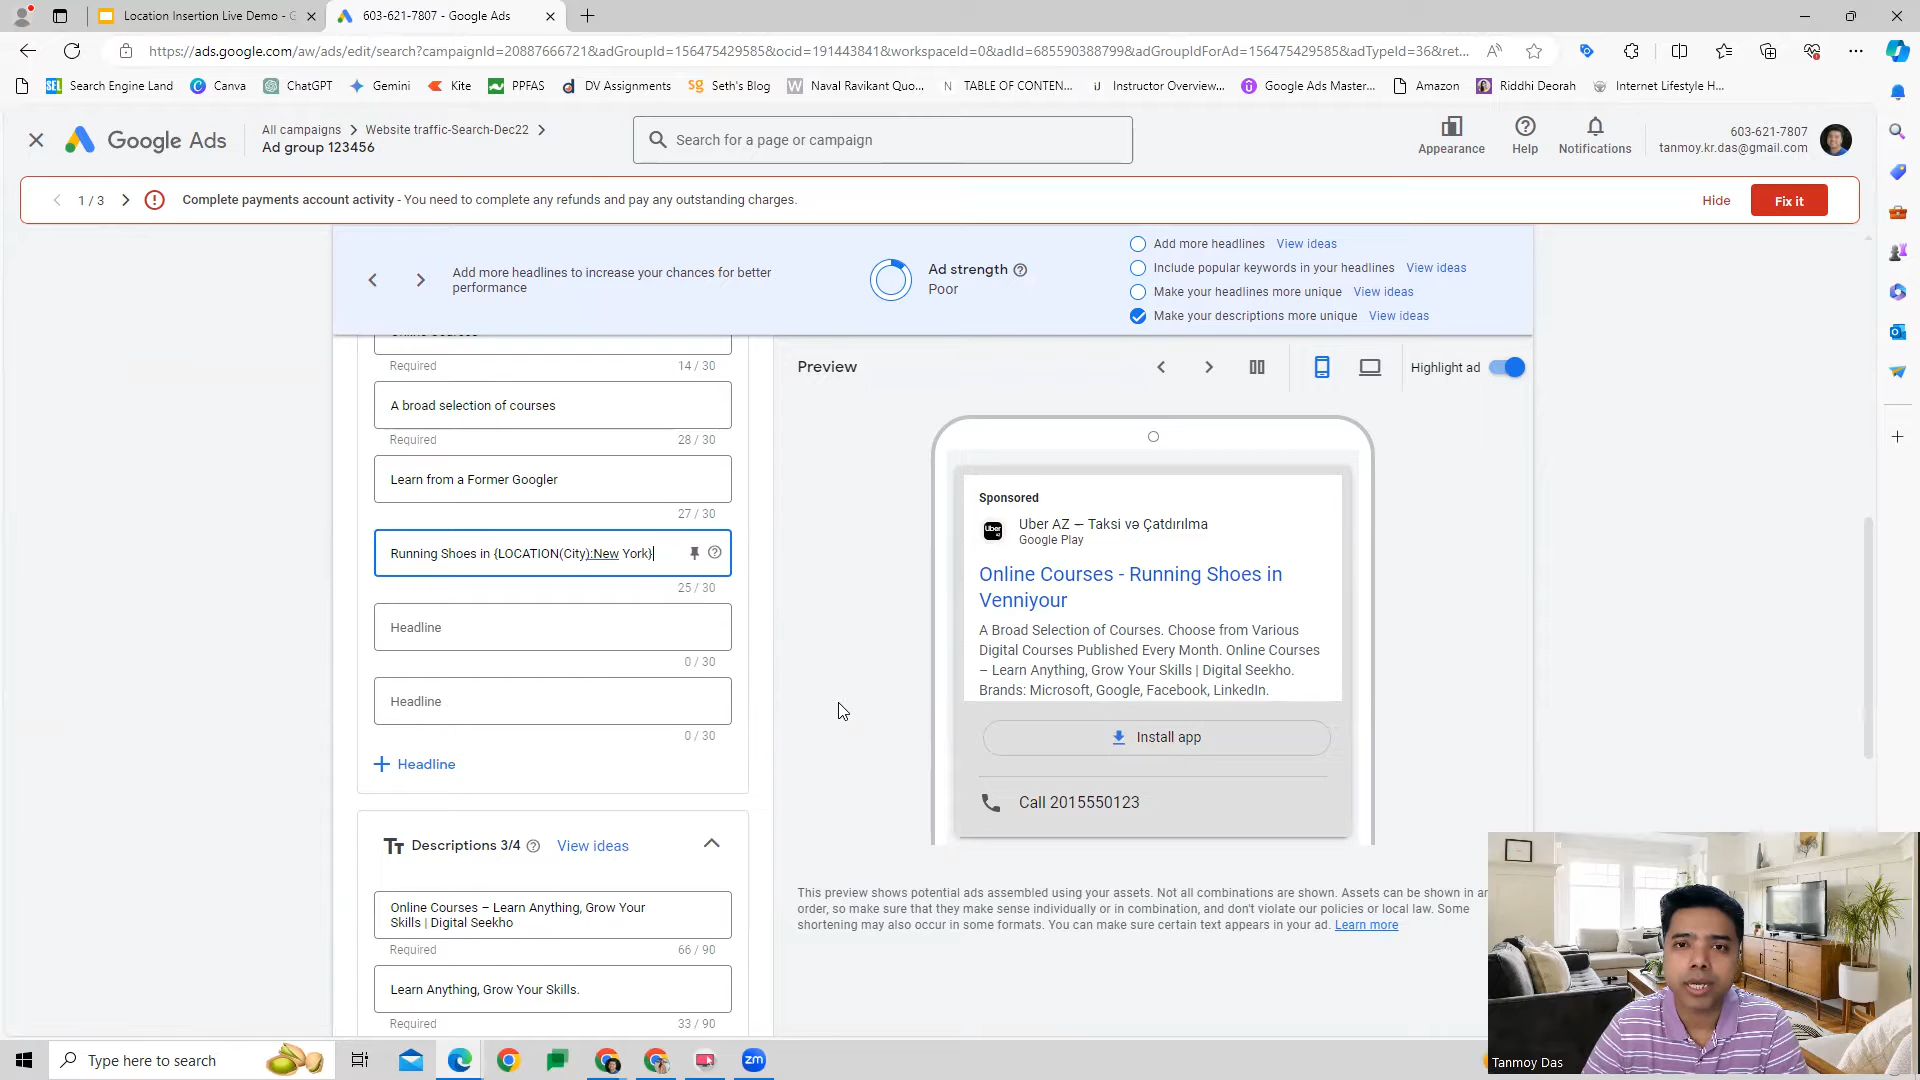 Location Insertion Live Demo - G
603-621-7807 - Google Ads
https://ads.google.com/aw/ads/edit/search?campaignId=20887666721&adGroupId=156475429585&ocid=191443841&workspaceId=0&adId=685590388799&adGroupIdForAd=156475429585&adTypeId=36&ret...
SEL Search Engine Land
Canva
ChatGPT
Gemini
Kite
PPFAS
DV Assignments
sg Seth's Blog
W Naval Ravikant Quo...
N TABLE OF CONTEN...
IJ Instructor Overview...
Google Ads Master...
Amazon
Riddhi Deorah
Internet Lifestyle H...
Google Ads
All campaigns
Website traffic-Search-Dec22
Ad group 123456
Search for a page or campaign
Appearance
Help
Notifications
603-621-7807
tanmoy.kr.das@gmail.com
1 / 3
Complete payments account activity - You need to complete any refunds and pay any outstanding charges.
Hide
Fix it
Add more headlines to increase your chances for better
performance
Ad strength
Poor
Add more headlines View ideas
Include popular keywords in your headlines View ideas
Make your headlines more unique View ideas
Make your descriptions more unique View ideas
Required 14 / 30
A broad selection of courses
Required 28 / 30
Learn from a Former Googler
27 / 30
Running Shoes in {LOCATION(City):New York}
25 / 30
Headline
0 / 30
Headline
0 / 30
+ Headline
Tт Descriptions 3/4 View ideas
Online Courses – Learn Anything, Grow Your
Skills | Digital Seekho
Required 66 / 90
Learn Anything, Grow Your Skills.
Required 33 / 90
Preview
Highlight ad
Sponsored
Uber AZ
Uber AZ — Taksi və Çatdırılma
Google Play
Online Courses - Running Shoes in
Venniyour
A Broad Selection of Courses. Choose from Various
Digital Courses Published Every Month. Online Courses
– Learn Anything, Grow Your Skills | Digital Seekho.
Brands: Microsoft, Google, Facebook, LinkedIn.
Install app
Call 2015550123
This preview shows potential ads assembled using your assets. Not all combinations are shown. Assets can be shown in
order, so make sure that they make sense individually or in combination, and don't violate our policies or local law. Some
shortening may also occur in some formats. You can make sure certain text appears in your ad. Learn more
Tanmoy Das
Type here to search
zm